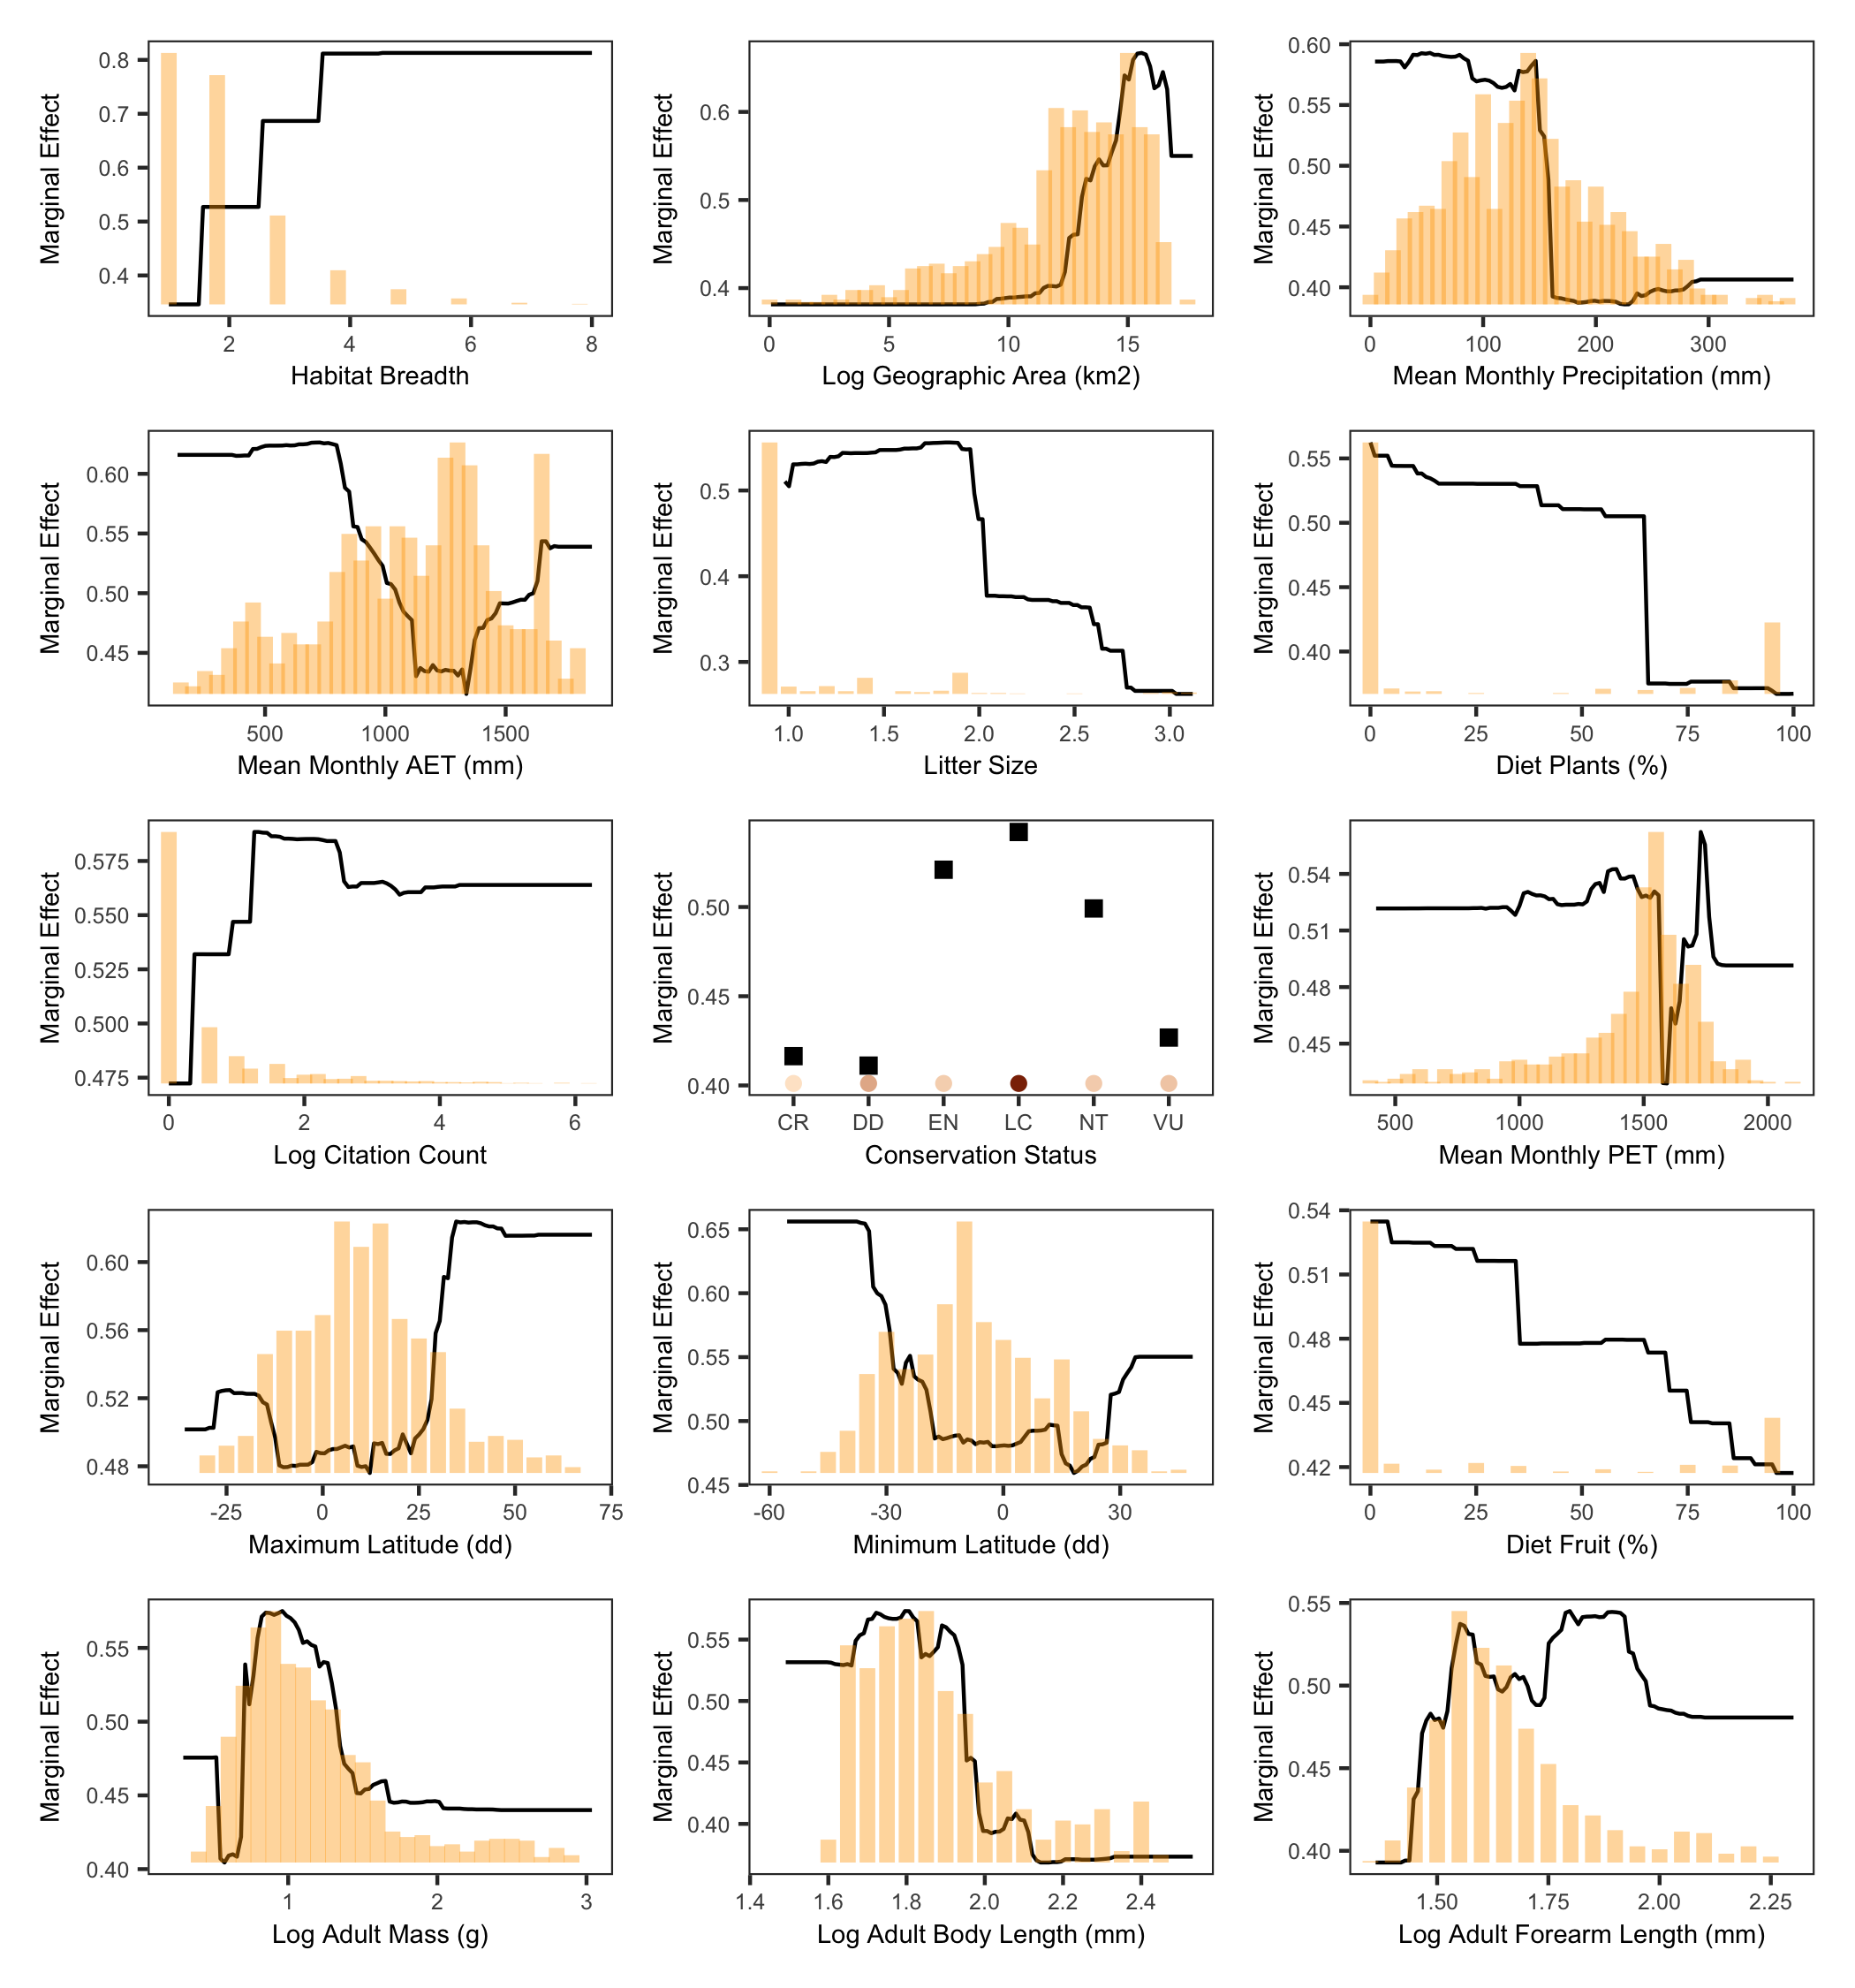 Marginal Effect
0.8
0.7
0.6
0.5
0.4
2 4 6 8
Habitat Breadth
Marginal Effect
0.6
0.5
0.4
0 5 10 15
Log Geographic Area (km2)
Marginal Effect
0.60
0.55
0.50
0.45
0.40
0 100 200 300
Mean Monthly Precipitation (mm)
Marginal Effect
0.60
0.55
0.50
0.45
500 1000 1500
Mean Monthly AET (mm)
Marginal Effect
0.5
0.4
0.3
1.0 1.5 2.0 2.5 3.0
Litter Size
Marginal Effect
0.55
0.50
0.45
0.40
0 25 50 75 100
Diet Plants (%)
Marginal Effect
0.575
0.550
0.525
0.500
0.475
0 2 4 6
Log Citation Count
Marginal Effect
0.50
0.45
0.40
CR DD EN LC NT VU
Conservation Status
Marginal Effect
0.54
0.51
0.48
0.45
500 1000 1500 2000
Mean Monthly PET (mm)
Marginal Effect
0.60
0.56
0.52
0.48
-25 0 25 50 75
Maximum Latitude (dd)
Marginal Effect
0.65
0.60
0.55
0.50
0.45
-60 -30 0 30
Minimum Latitude (dd)
Marginal Effect
0.54
0.51
0.48
0.45
0.42
0 25 50 75 100
Diet Fruit (%)
Marginal Effect
0.55
0.50
0.45
0.40
1 2 3
Log Adult Mass (g)
Marginal Effect
0.55
0.50
0.45
0.40
1.4 1.6 1.8 2.0 2.2 2.4
Log Adult Body Length (mm)
Marginal Effect
0.55
0.50
0.45
0.40
1.50 1.75 2.00 2.25
Log Adult Forearm Length (mm)